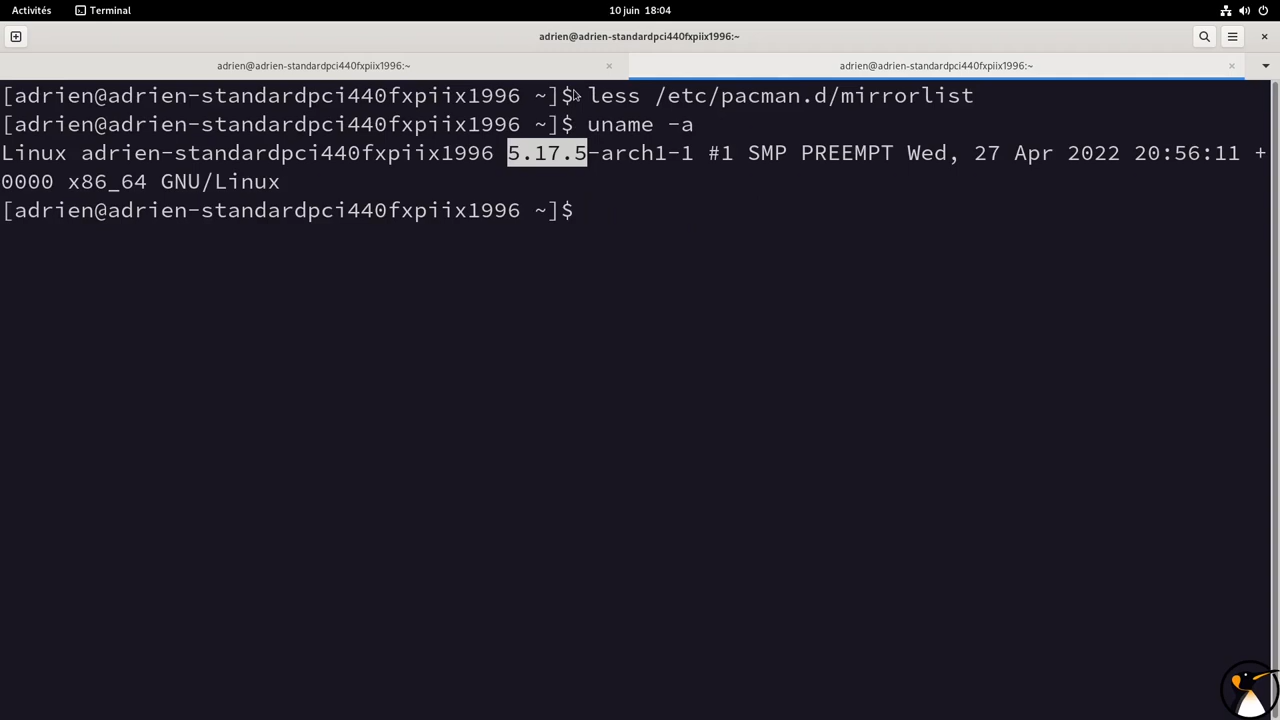 Activités Terminal 10 juin 18:04
adrien@adrien-standardpci440fxpiix1996:~
adrien@adrien-standardpci440fxpiix1996:~ × adrien@adrien-standardpci440fxpiix1996:~ ×
[adrien@adrien-standardpci440fxpiix1996 ~]$ less /etc/pacman.d/mirrorlist
[adrien@adrien-standardpci440fxpiix1996 ~]$ uname -a
Linux adrien-standardpci440fxpiix1996 5.17.5-arch1-1 #1 SMP PREEMPT Wed, 27 Apr 2022 20:56:11 +
0000 x86_64 GNU/Linux
[adrien@adrien-standardpci440fxpiix1996 ~]$